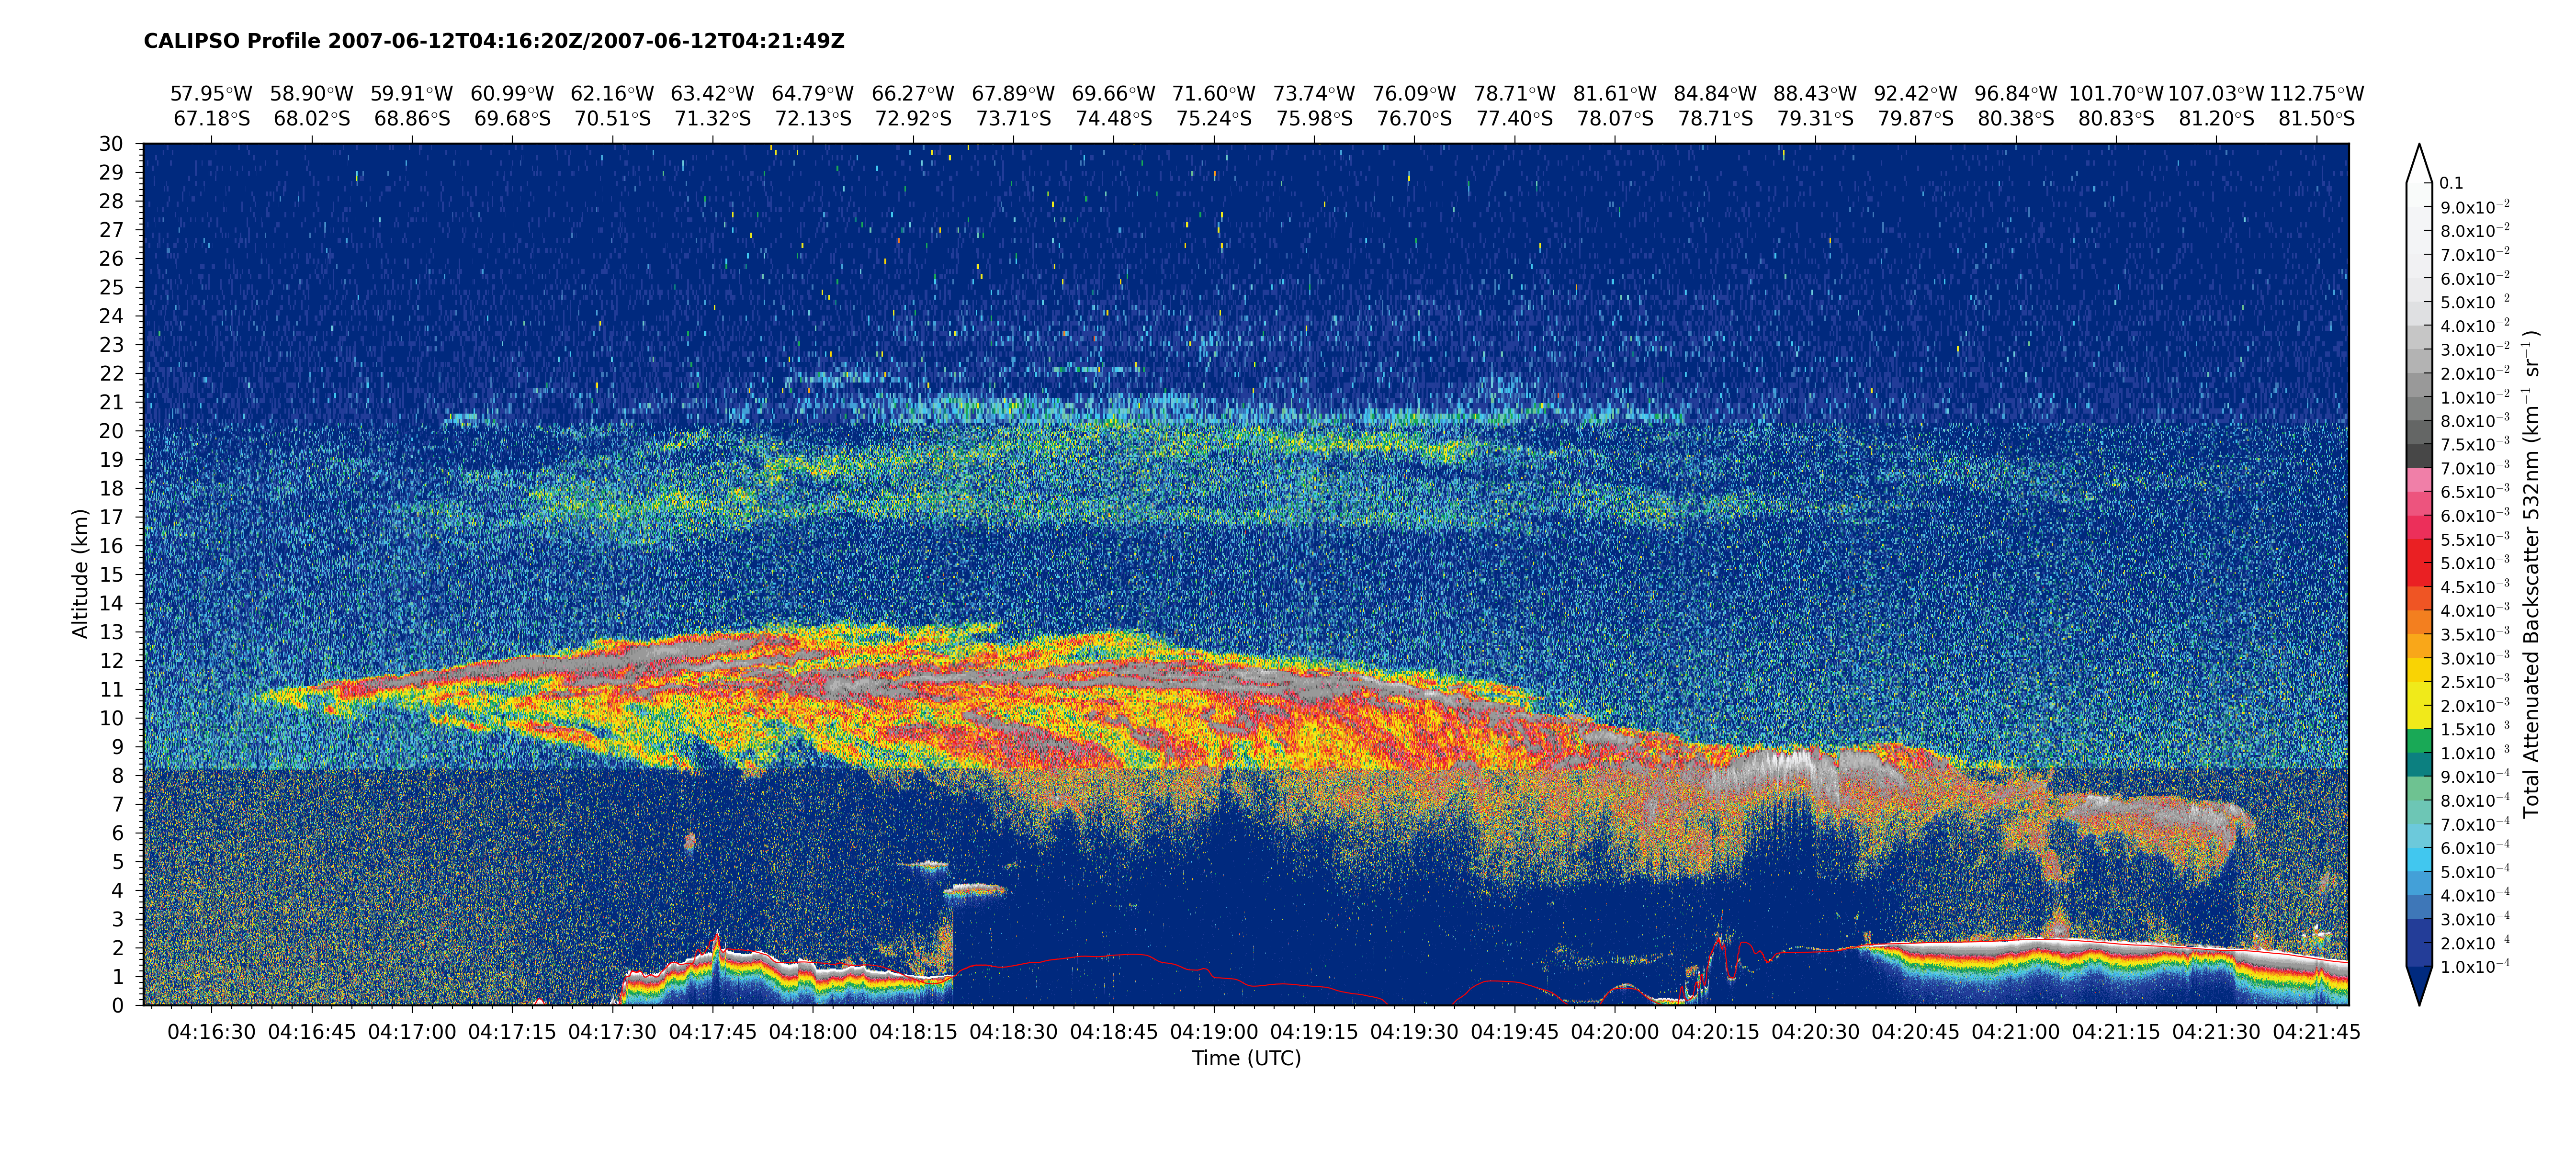 CALIPSO Profile 2007-06-12T04:16:20Z/2007-06-12T04:21:49Z
57.95°W 58.90°W 59.91°W 60.99°W 62.16°W 63.42°W 64.79°W 66.27°W 67.89°W 69.66°W 71.60°W 73.74°W 76.09°W 78.71°W 81.61°W 84.84°W 88.43°W 92.42°W 96.84°W 101.70°W 107.03°W 112.75°W
67.18°S 68.02°S 68.86°S 69.68°S 70.51°S 71.32°S 72.13°S 72.92°S 73.71°S 74.48°S 75.24°S 75.98°S 76.70°S 77.40°S 78.07°S 78.71°S 79.31°S 79.87°S 80.38°S 80.83°S 81.20°S 81.50°S
30
29
28
27
26
25
24
23
22
21
20
19
18
17
16
15
14
13
12
11
10
9
8
7
6
5
4
3
2
1
0
Altitude (km)
04:16:30 04:16:45 04:17:00 04:17:15 04:17:30 04:17:45 04:18:00 04:18:15 04:18:30 04:18:45 04:19:00 04:19:15 04:19:30 04:19:45 04:20:00 04:20:15 04:20:30 04:20:45 04:21:00 04:21:15 04:21:30 04:21:45
Time (UTC)
0.1
9.0x10⁻²
8.0x10⁻²
7.0x10⁻²
6.0x10⁻²
5.0x10⁻²
4.0x10⁻²
3.0x10⁻²
2.0x10⁻²
1.0x10⁻²
8.0x10⁻³
7.5x10⁻³
7.0x10⁻³
6.5x10⁻³
6.0x10⁻³
5.5x10⁻³
5.0x10⁻³
4.5x10⁻³
4.0x10⁻³
3.5x10⁻³
3.0x10⁻³
2.5x10⁻³
2.0x10⁻³
1.5x10⁻³
1.0x10⁻³
9.0x10⁻⁴
8.0x10⁻⁴
7.0x10⁻⁴
6.0x10⁻⁴
5.0x10⁻⁴
4.0x10⁻⁴
3.0x10⁻⁴
2.0x10⁻⁴
1.0x10⁻⁴
Total Attenuated Backscatter 532nm (km⁻¹ sr⁻¹)